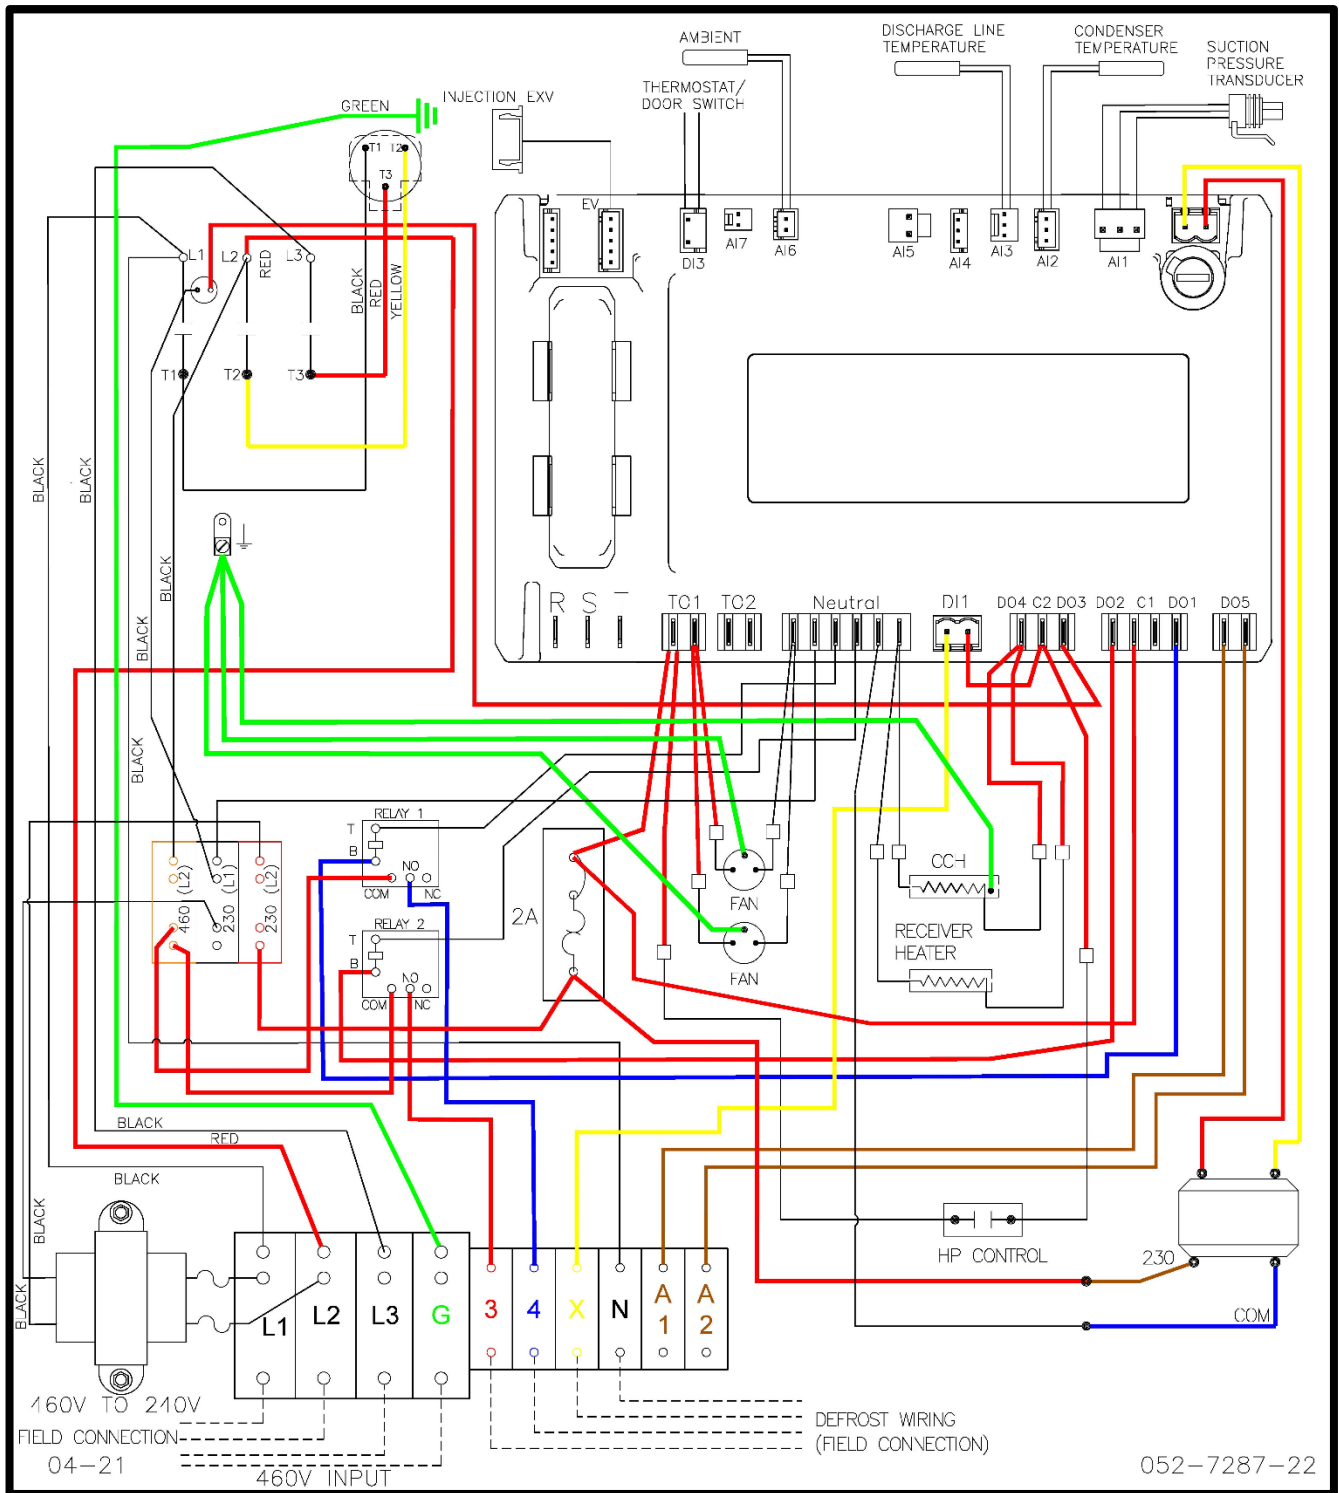 AMBIENT
DISCHARGE LINE
TEMPERATURE
CONDENSER
TEMPERATURE
SUCTION
PRESSURE
TRANSDUCER
THERMOSTAT/
DOOR SWITCH
INJECTION EXV
GREEN
T1 T2
T3
EV
DI3
AI7
AI6
AI5
AI4
AI3
AI2
AI1
L1
L2
L3
RED
BLACK
RED
YELLOW
T1
T2
T3
BLACK
BLACK
BLACK
BLACK
BLACK
R S T
TC1
TC2
Neutral
DI1
DO4 C2 DO3
DO2 C1 DO1
DO5
460 (L2)
230 (L1)
230 (L2)
RELAY 1
T
B
NO
COM
NC
RELAY 2
T
B
NO
COM
NC
2A
FAN
FAN
CCH
RECEIVER
HEATER
BLACK
RED
BLACK
BLACK
BLACK
HP CONTROL
230
COM
L1
L2
L3
G
3
4
X
N
A
1
A
2
460V TO 240V
FIELD CONNECTION
04-21
460V INPUT
DEFROST WIRING
(FIELD CONNECTION)
052-7287-22